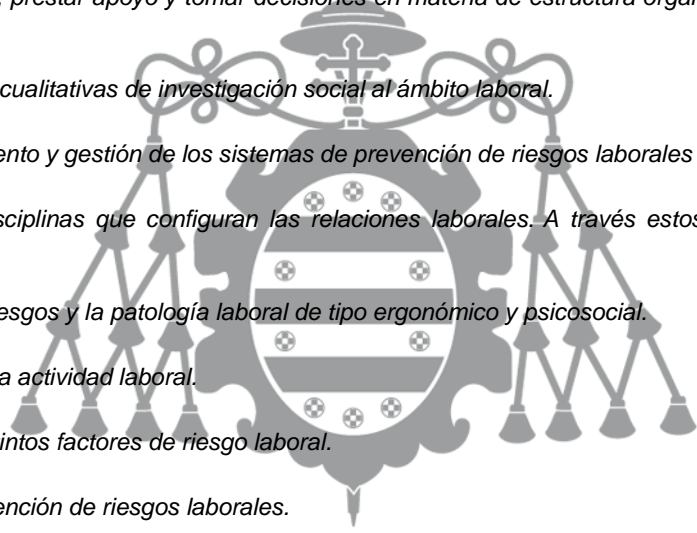 , prestar apoyo y tomar decisiones en materia de estructura
cualitativas de investigación social al ámbito laboral.
ento y gestión de los sistemas de prevención de riesgos laborales
sciplinas que configuran las relaciones laborales. A través estos
esgos y la patología laboral de tipo ergonómico y psicosocial.
a actividad laboral.
intos factores de riesgo laboral.
ención de riesgos laborales.